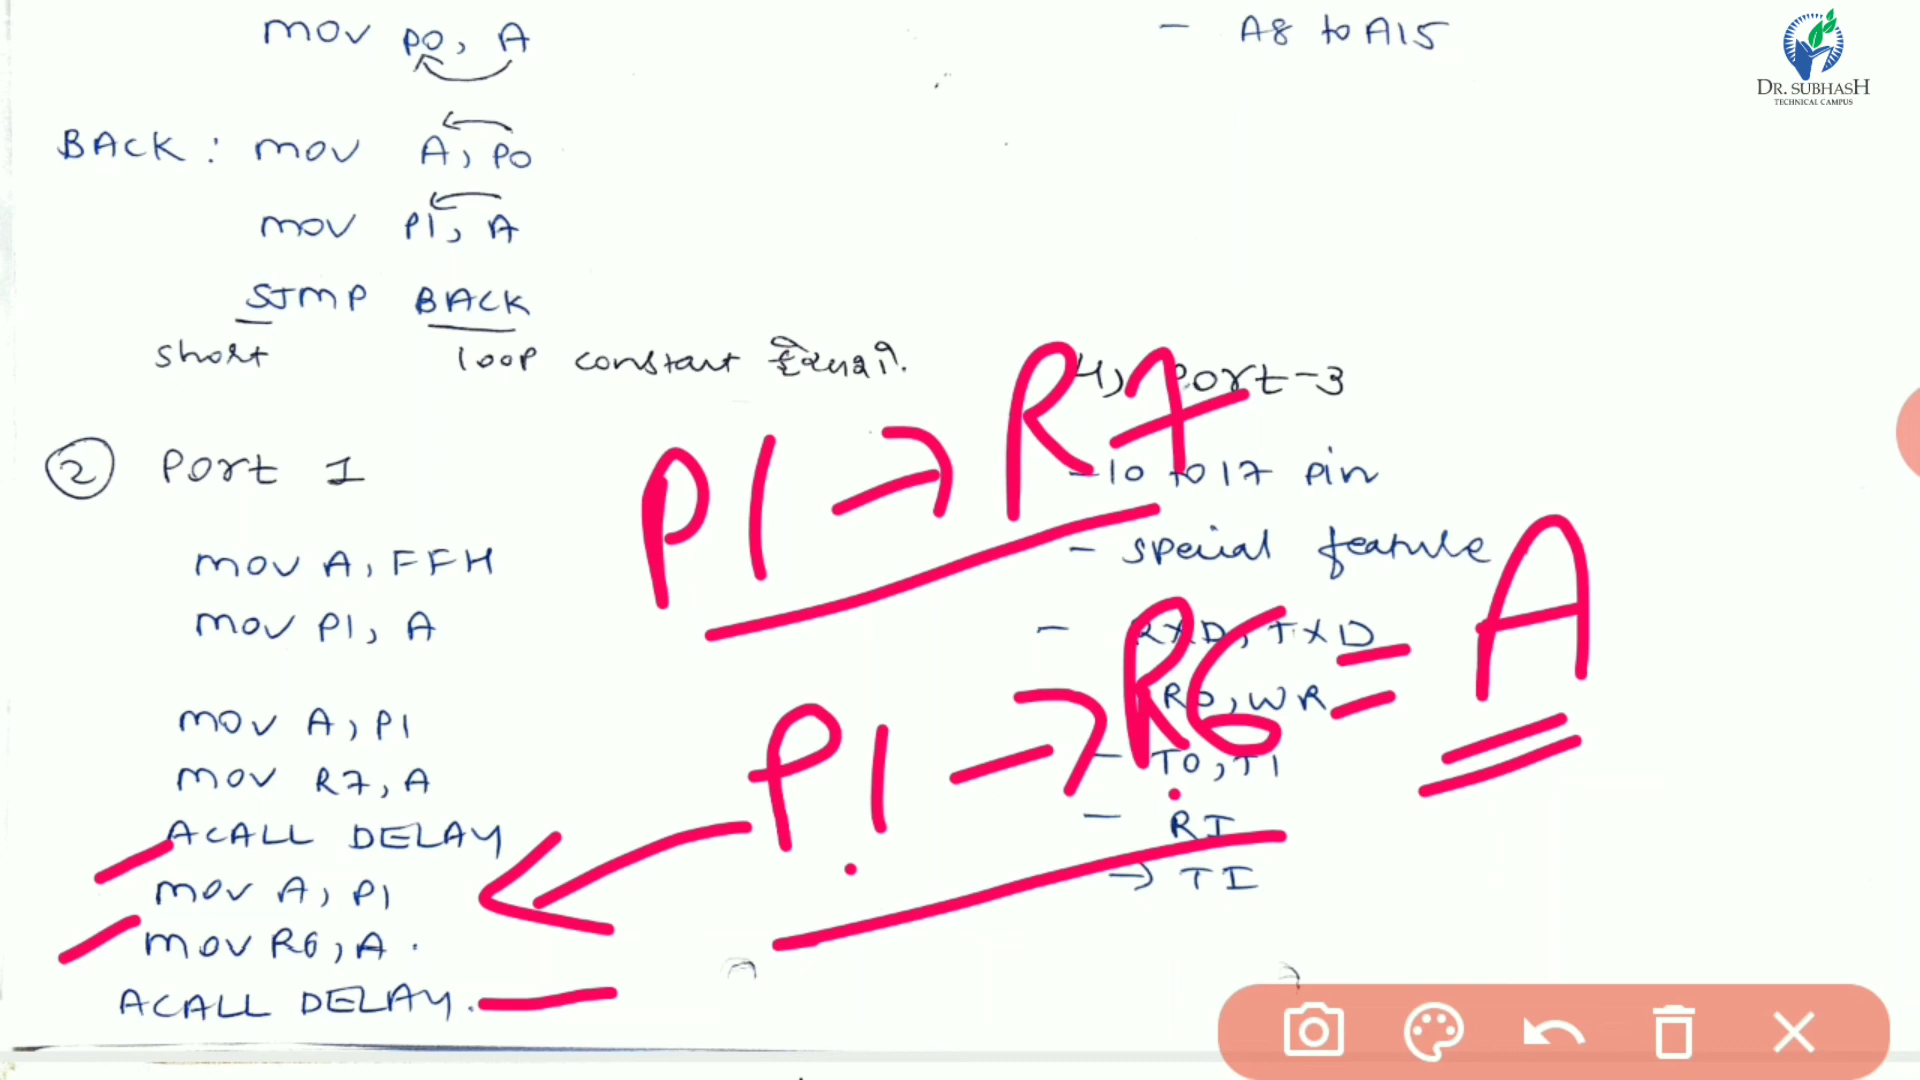 mov P0, A
BACK : mov A, P0
mov P1, A
SJMP BACK
short loop constant
② Port 1
mov A, FFH
mov P1, A
mov A, P1
mov R7, A
ACALL DELAY
mov A, P1
mov R6, A .
ACALL DELAY.
- A8 to A15
4) Port-3
- 10 to 17 pin
- special feature
- RXD, TXD
RD, WR
- T0, T1
- RI
→ TI
P1 → R7
P1 → R6 = A
DR. SUBHASH
TECHNICAL CAMPUS